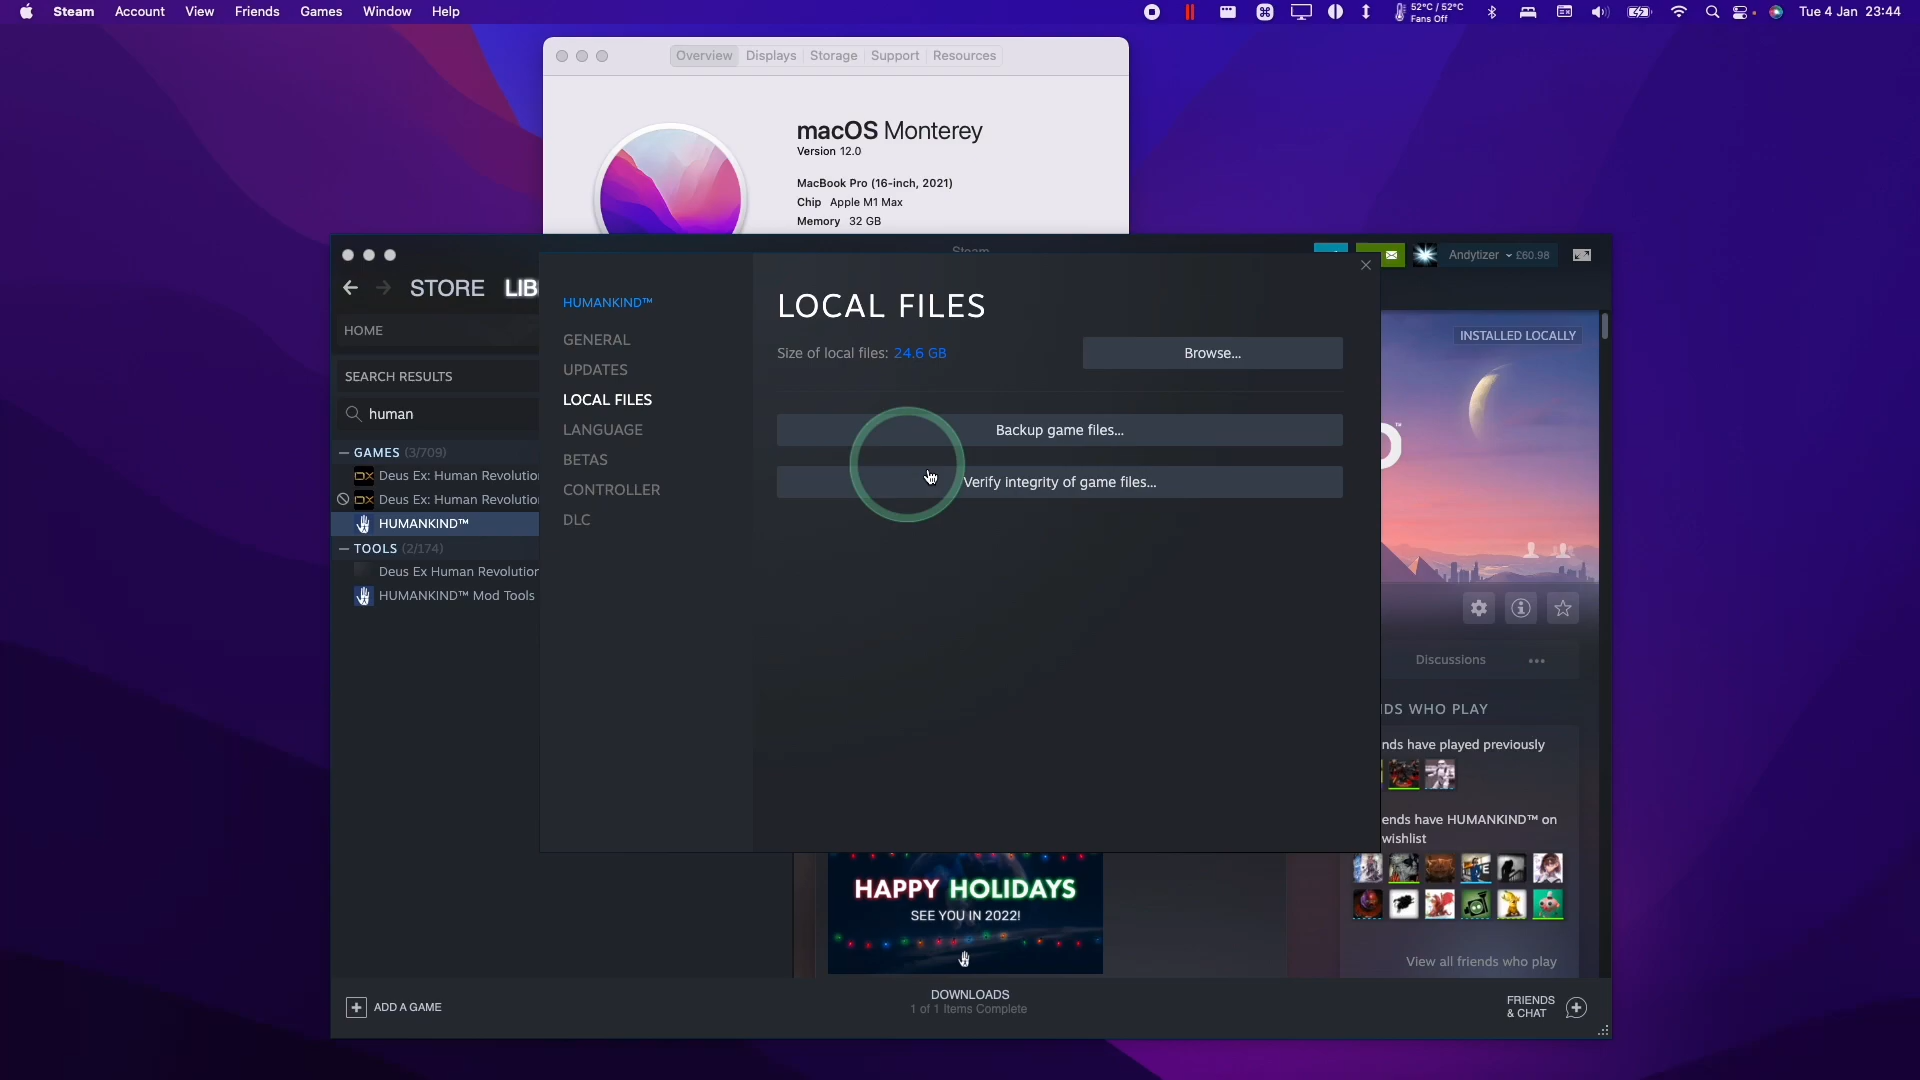 Steam Account View Friends Games Window Help
52°C / 52°C
Fans Off
Tue 4 Jan 23:44
Overview Displays Storage Support Resources
macOS Monterey
Version 12.0
MacBook Pro (16-inch, 2021)
Chip Apple M1 Max
Memory 32 GB
Steam
Andytizer £60.98
STORE LIB
HOME
SEARCH RESULTS
human
GAMES (3/709)
Deus Ex: Human Revolution
Deus Ex: Human Revolution
HUMANKIND™
TOOLS (2/174)
Deus Ex Human Revolution
HUMANKIND™ Mod Tools
HUMANKIND™
GENERAL
UPDATES
LOCAL FILES
LANGUAGE
BETAS
CONTROLLER
DLC
LOCAL FILES
Size of local files: 24.6 GB
Browse...
Backup game files...
Verify integrity of game files...
INSTALLED LOCALLY
Discussions
DS WHO PLAY
nds have played previously
ends have HUMANKIND™ on
wishlist
View all friends who play
HAPPY HOLIDAYS
SEE YOU IN 2022!
ADD A GAME
DOWNLOADS
1 of 1 Items Complete
FRIENDS
& CHAT